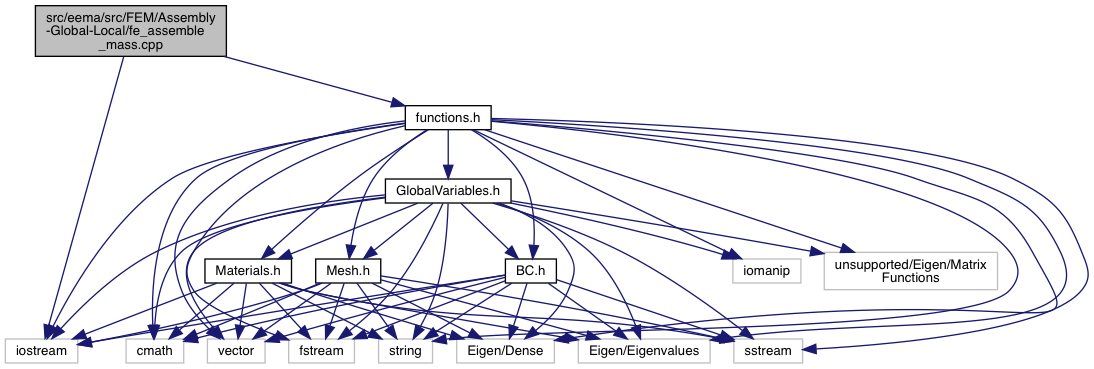 src/eema/src/FEM/Assembly
-Global-Local/fe_assemble
_mass.cpp
functions.h
GlobalVariables.h
Materials.h
Mesh.h
BC.h
iomanip
unsupported/Eigen/Matrix
Functions
iostream
cmath
vector
fstream
string
Eigen/Dense
Eigen/Eigenvalues
sstream